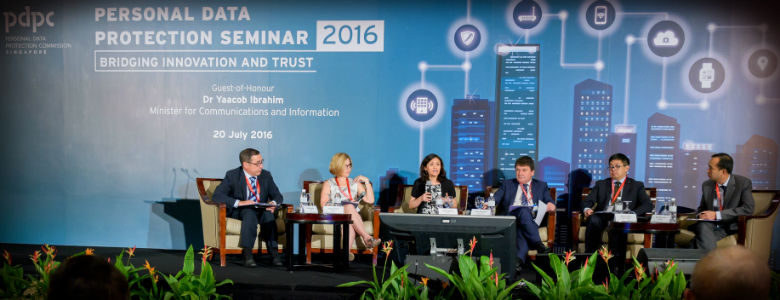 pdpc
PERSONAL DATA
PROTECTION COMMISSION
SINGAPORE
PERSONAL DATA
PROTECTION SEMINAR 2016
BRIDGING INNOVATION AND TRUST
Guest-of-Honour
Dr Yaacob Ibrahim
Minister for Communications and Information
20 July 2016